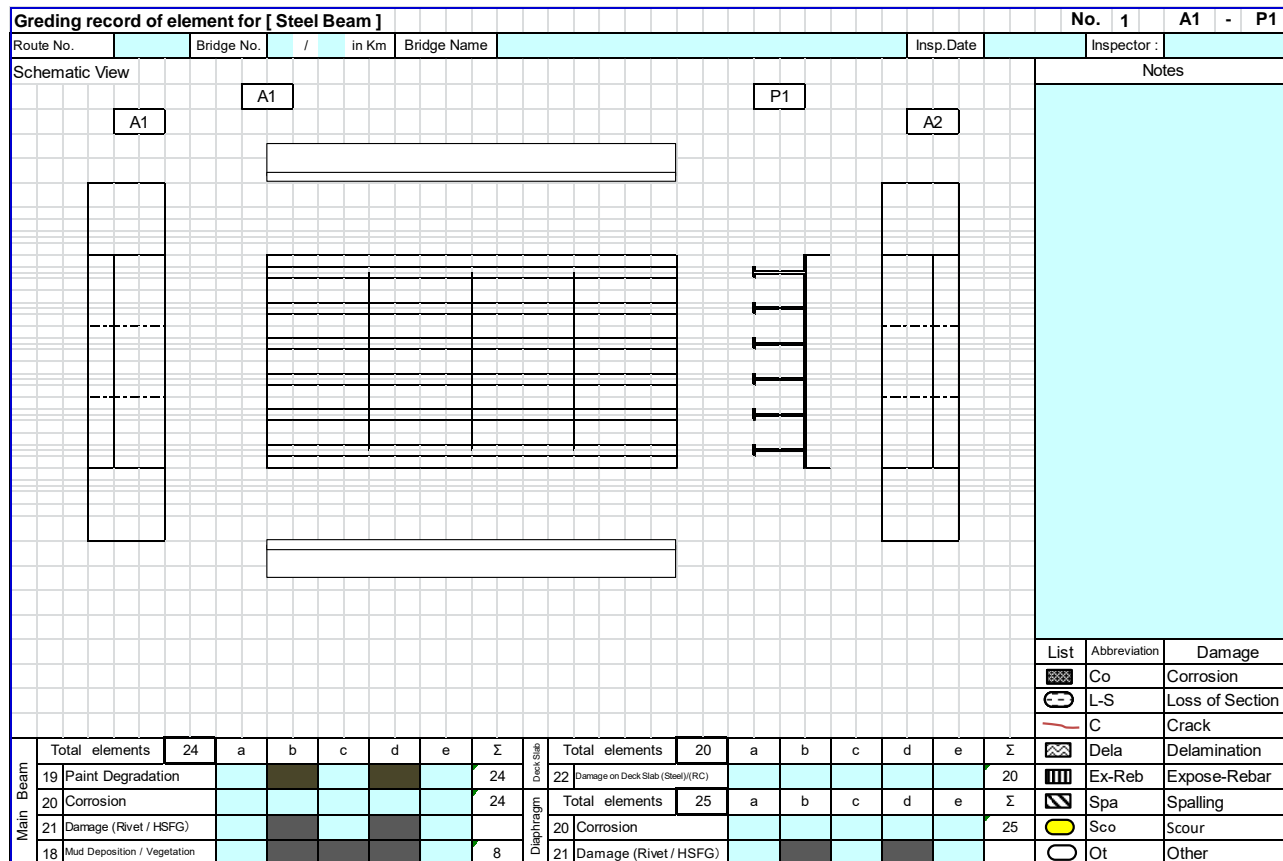 Greding record of element for [ Steel Beam ] No. 1 A1 - P1
Route No. Bridge No. / in Km Bridge Name Insp.Date Inspector :
Schematic View Notes
A1 P1
A1 A2
List Abbreviation Damage
Co Corrosion
L-S Loss of Section
C Crack
Dela Delamination
Ex-Reb Expose-Rebar
Spa Spalling
Sco Scour
Ot Other
Main Beam
Total elements 24 a b c d e Σ
19 Paint Degradation 24
20 Corrosion 24
21 Damage (Rivet / HSFG)
18 Mud Deposition / Vegetation 8
Deck Slab
Total elements 20 a b c d e Σ
22 Damage on Deck Slab (Steel)/(RC) 20
Diaphragm
Total elements 25 a b c d e Σ
20 Corrosion 25
21 Damage (Rivet / HSFG)